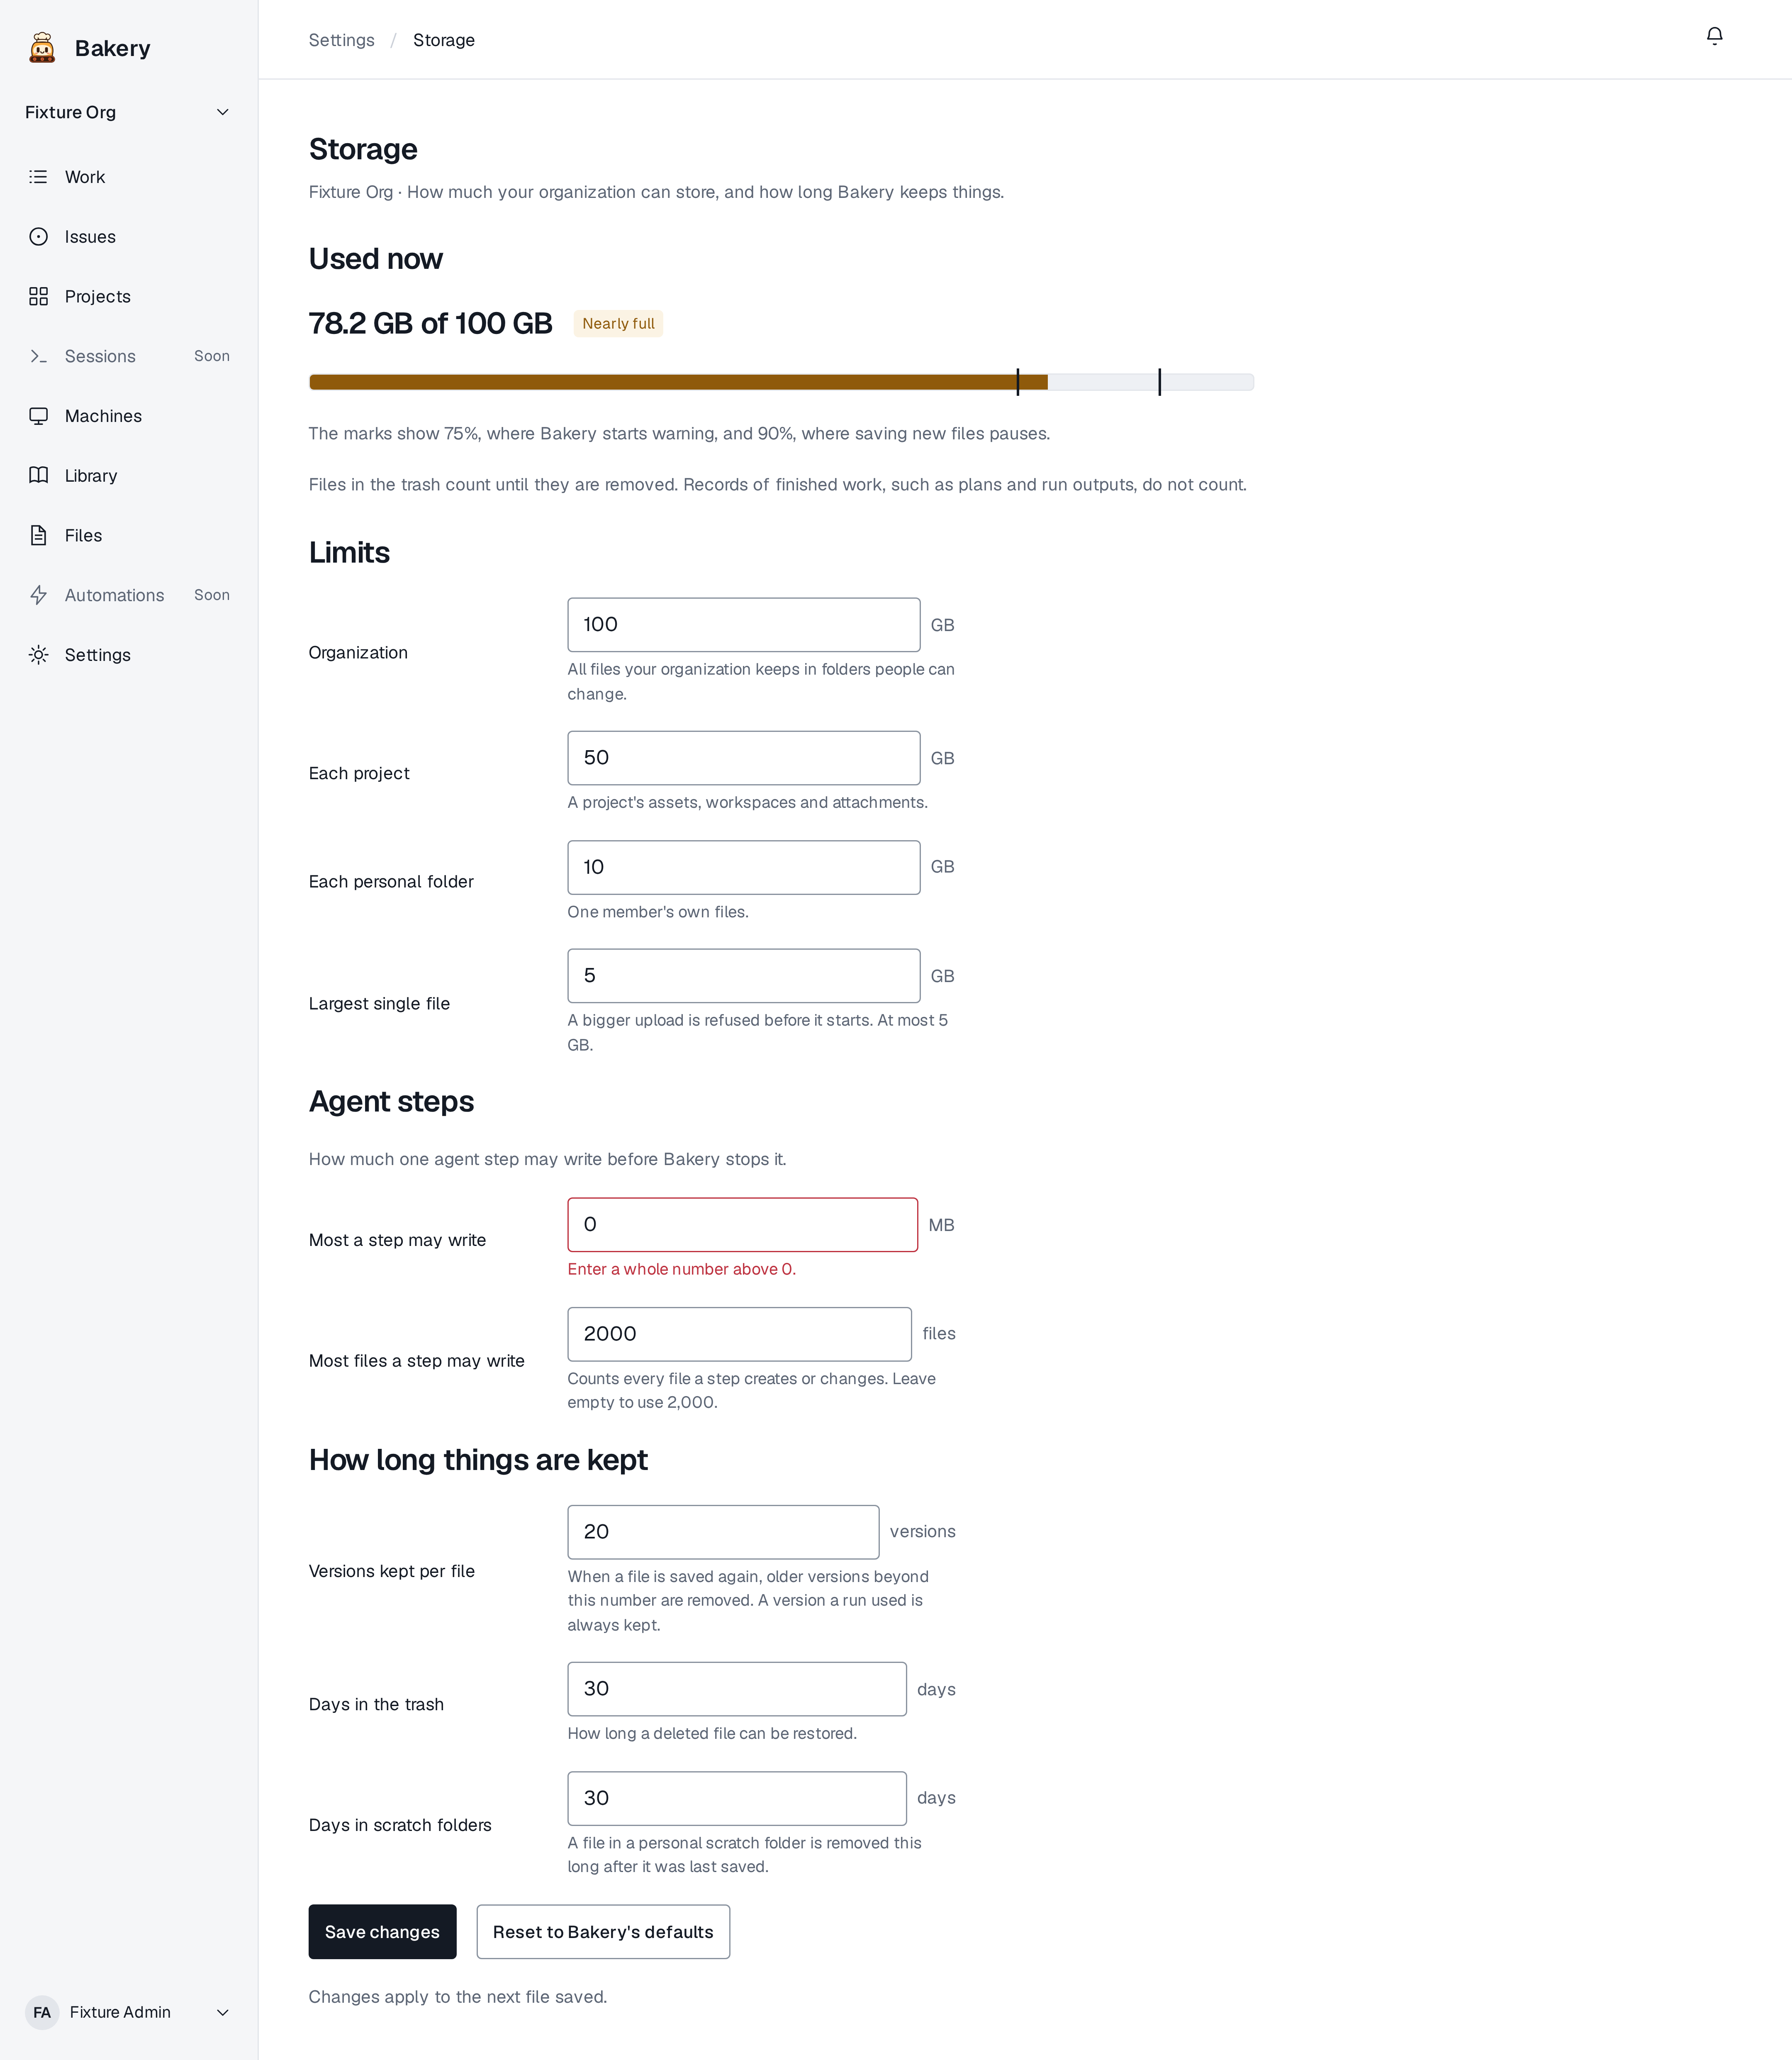 Bakery
Fixture Org
Work
Issues
Projects
Sessions Soon
Machines
Library
Files
Automations Soon
Settings
FA Fixture Admin
Settings / Storage
Storage
Fixture Org · How much your organization can store, and how long Bakery keeps things.
Used now
78.2 GB of 100 GB Nearly full
The marks show 75%, where Bakery starts warning, and 90%, where saving new files pauses.
Files in the trash count until they are removed. Records of finished work, such as plans and run outputs, do not count.
Limits
Organization
100 GB
All files your organization keeps in folders people can
change.
Each project
50 GB
A project's assets, workspaces and attachments.
Each personal folder
10 GB
One member's own files.
Largest single file
5 GB
A bigger upload is refused before it starts. At most 5
GB.
Agent steps
How much one agent step may write before Bakery stops it.
Most a step may write
0 MB
Enter a whole number above 0.
Most files a step may write
2000 files
Counts every file a step creates or changes. Leave
empty to use 2,000.
How long things are kept
Versions kept per file
20 versions
When a file is saved again, older versions beyond
this number are removed. A version a run used is
always kept.
Days in the trash
30 days
How long a deleted file can be restored.
Days in scratch folders
30 days
A file in a personal scratch folder is removed this
long after it was last saved.
Save changes
Reset to Bakery's defaults
Changes apply to the next file saved.